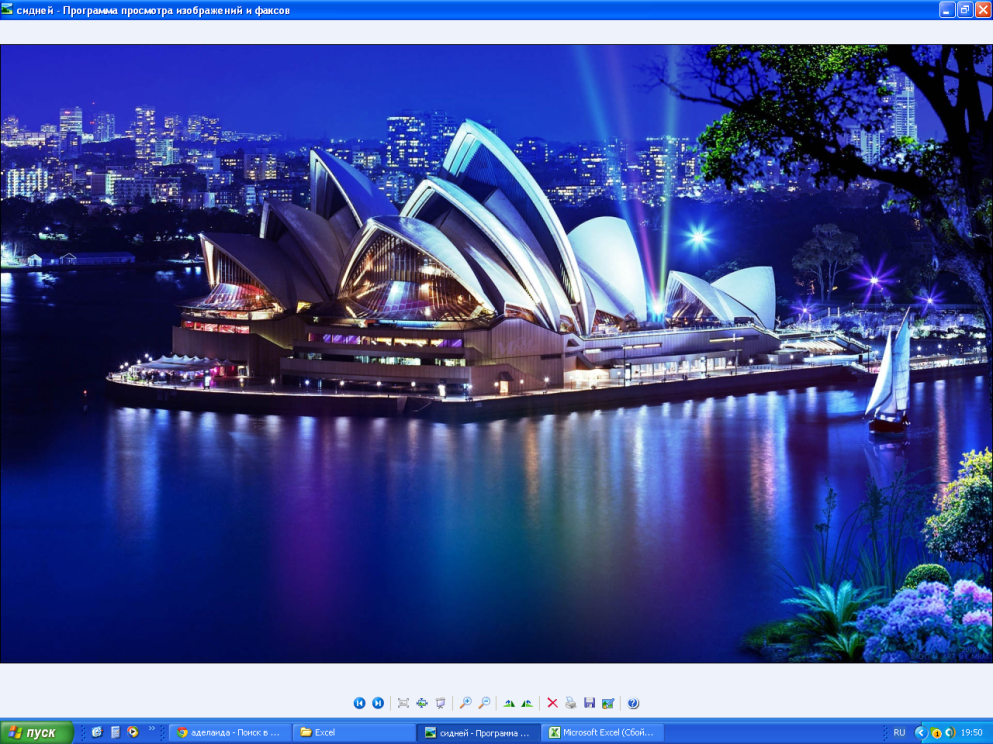 сидней - Программа просмотра изображений и факсов
пуск
аделаида - Поиск в ...
Excel
сидней - Программа ...
Microsoft Excel (Сбой...
RU
19:50